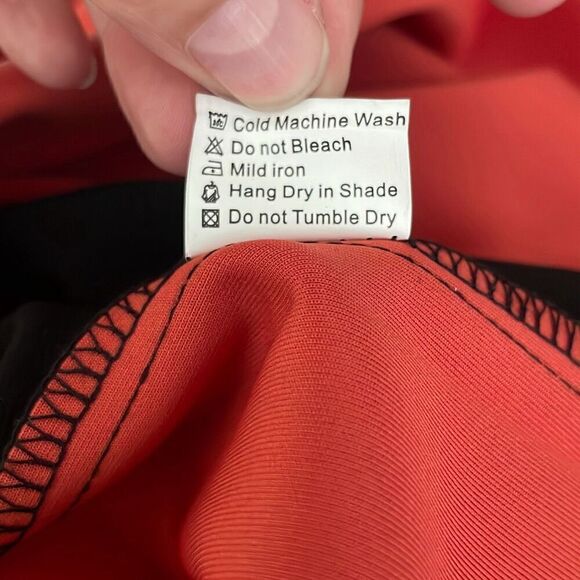 Cold Machine Wash
Do not Bleach
Mild iron
Hang Dry in Shade
Do not Tumble Dry